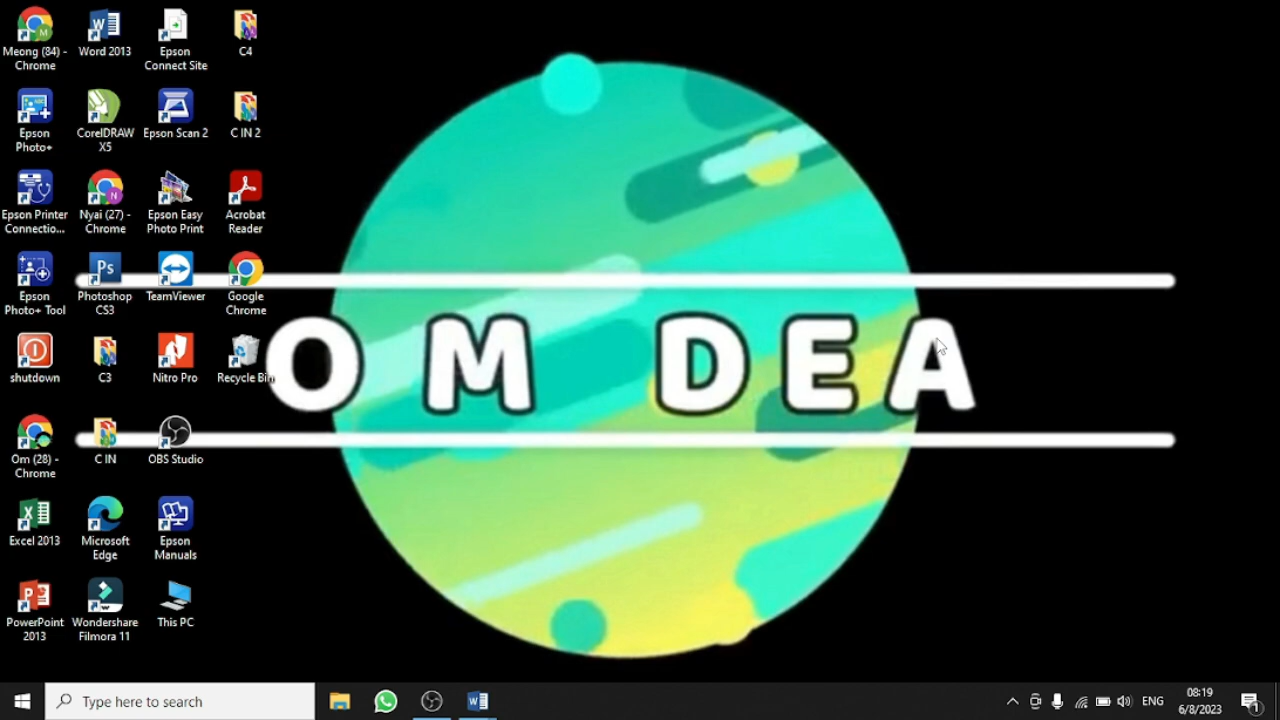 Meong (84) -
Chrome
Word 2013
Epson
Connect Site
C4
Epson
Photo+
CorelDRAW
X5
Epson Scan 2
C IN 2
Epson Printer
Connectio...
Nyai (27) -
Chrome
Epson Easy
Photo Print
Acrobat
Reader
Epson
Photo+ Tool
Ps
Photoshop
CS3
TeamViewer
Google
Chrome
shutdown
C3
Nitro Pro
Recycle Bin
OM DEA
Om (28) -
Chrome
C IN
OBS Studio
Excel 2013
Microsoft
Edge
Epson
Manuals
PowerPoint
2013
Wondershare
Filmora 11
This PC
Type here to search
ENG
08:19
6/8/2023
1